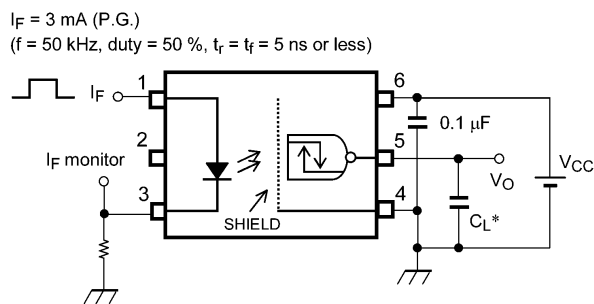 IF = 3 mA (P.G.)
(f = 50 kHz, duty = 50 %, tr = tf = 5 ns or less)
1
6
IF
0.1 μF
2
5
IF monitor
VCC
VO
3
4
SHIELD
CL*